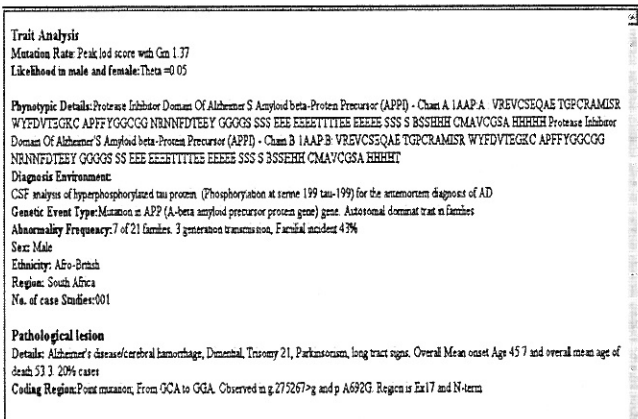 Trait Analysis
Mutation Rate: Peak lod score with Gm 1.37
Likelihood in male and female:Theta =0 05
Phynotypic Details:Protease Inhibitor Domain Of Alzheimer S Amyloid beta-Protein Precursor (APPI) - Chain A 1AAP:A : VREVCSEQAE TGPCRAMISR
WYFDVTEGKC APFFYGGCGG NRNNFDTEEY GGGGS SSS EEE EEEETTTTEE EEEEE SSS S BSSHHH CMAVCGSA HHHHH Protease Inhibitor
Domain Of Alzheimer'S Amyloid beta-Protein Precursor (APPI) - Chain B 1AAP:B: VREVCSEQAE TGPCRAMISR WYFDVTEGKC APFFYGGCGG
NRNNFDTEEY GGGGS SS EEE EEEETTTTEE EEEEE SSS S BSSEHH CMAVCGSA HHHHT
Diagnosis Environment:
CSF analysis of hyperphosphorylated tau protein (Phosphorylation at serine 199 tau-199) for the antemortem diagnosis of AD
Genetic Event Type:Mutation in APP (A-beta amyloid precursor protein gene) gene. Autosomal dominat trait in families
Abnormality Frequency:7 of 21 families. 3 generation transmission, Familial incident 43%
Sex: Male
Ethnicity: Afro-British
Region: South Africa
No. of case Studies:001
Pathological lesion
Details: Alzheimer's disease/cerebral hamorrhage, Dimential, Trisomy 21, Parkinsonism, long tract signs. Overall Mean onset Age 45 7 and overall mean age of
death 53 3. 20% cases
Coding Region:Point mutation; From GCA to GGA. Observed in g.275267>g and p A692G. Region is Ex17 and N-term